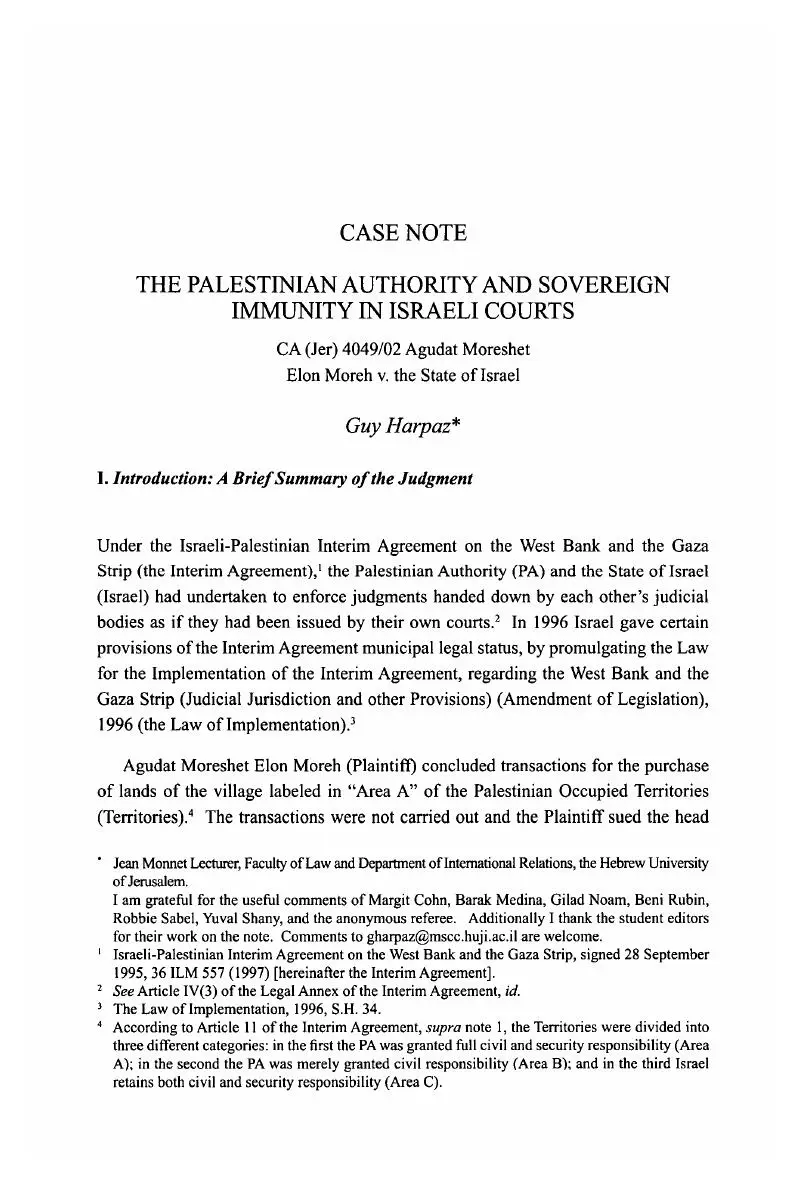 CASE NOTE
THE PALESTINIAN AUTHORITY AND SOVEREIGN
IMMUNITY IN ISRAELI COURTS
CA (Jer) 4049/02 Agudat Moreshet
Elon Moreh v. the State of Israel
Guy Harpaz*
I. Introduction: A Brief Summary of the Judgment
Under the Israeli-Palestinian Interim Agreement on the West Bank and the Gaza
Strip (the Interim Agreement),¹ the Palestinian Authority (PA) and the State of Israel
(Israel) had undertaken to enforce judgments handed down by each other's judicial
bodies as if they had been issued by their own courts.² In 1996 Israel gave certain
provisions of the Interim Agreement municipal legal status, by promulgating the Law
for the Implementation of the Interim Agreement, regarding the West Bank and the
Gaza Strip (Judicial Jurisdiction and other Provisions) (Amendment of Legislation),
1996 (the Law of Implementation).³
Agudat Moreshet Elon Moreh (Plaintiff) concluded transactions for the purchase
of lands of the village labeled in "Area A" of the Palestinian Occupied Territories
(Territories).⁴ The transactions were not carried out and the Plaintiff sued the head
* Jean Monnet Lecturer, Faculty of Law and Department of International Relations, the Hebrew University
of Jerusalem.
I am grateful for the useful comments of Margit Cohn, Barak Medina, Gilad Noam, Beni Rubin,
Robbie Sabel, Yuval Shany, and the anonymous referee. Additionally I thank the student editors
for their work on the note. Comments to gharpaz@mscc.huji.ac.il are welcome.
¹ Israeli-Palestinian Interim Agreement on the West Bank and the Gaza Strip, signed 28 September
1995, 36 ILM 557 (1997) [hereinafter the Interim Agreement].
² See Article IV(3) of the Legal Annex of the Interim Agreement, id.
³ The Law of Implementation, 1996, S.H. 34.
⁴ According to Article 11 of the Interim Agreement, supra note 1, the Territories were divided into
three different categories: in the first the PA was granted full civil and security responsibility (Area
A); in the second the PA was merely granted civil responsibility (Area B); and in the third Israel
retains both civil and security responsibility (Area C).